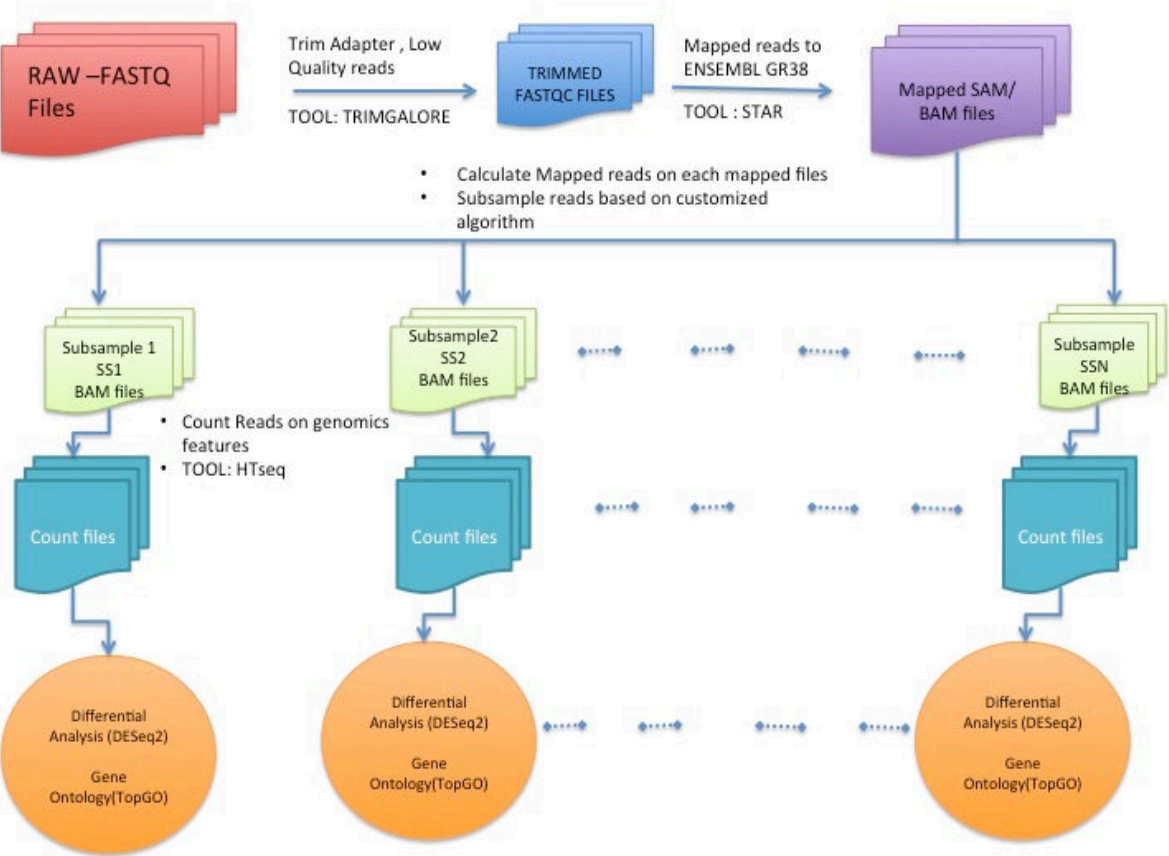 RAW –FASTQ
Files
Trim Adapter , Low
Quality reads
TOOL: TRIMGALORE
TRIMMED
FASTQC FILES
Mapped reads to
ENSEMBL GR38
TOOL : STAR
Mapped SAM/
BAM files
• Calculate Mapped reads on each mapped files
• Subsample reads based on customized
algorithm
Subsample 1
SS1
BAM files
Subsample2
SS2
BAM files
Subsample
SSN
BAM files
• Count Reads on genomics
features
• TOOL: HTseq
Count files
Count files
Count files
Differential
Analysis (DESeq2)
Gene
Ontology(TopGO)
Differential
Analysis (DESeq2)
Gene
Ontology(TopGO)
Differential
Analysis (DESeq2)
Gene
Ontology(TopGO)